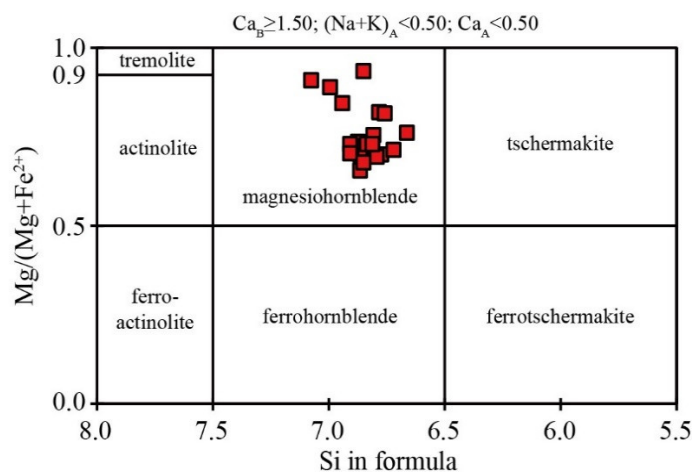 Ca_B≥1.50; (Na+K)_A<0.50; Ca_A<0.50
1.0
tremolite
0.9
actinolite
tschermakite
magnesiohornblende
Mg/(Mg+Fe²⁺)
0.5
ferro-
actinolite
ferrohornblende
ferrotschermakite
0.0
8.0 7.5 7.0 6.5 6.0 5.5
Si in formula